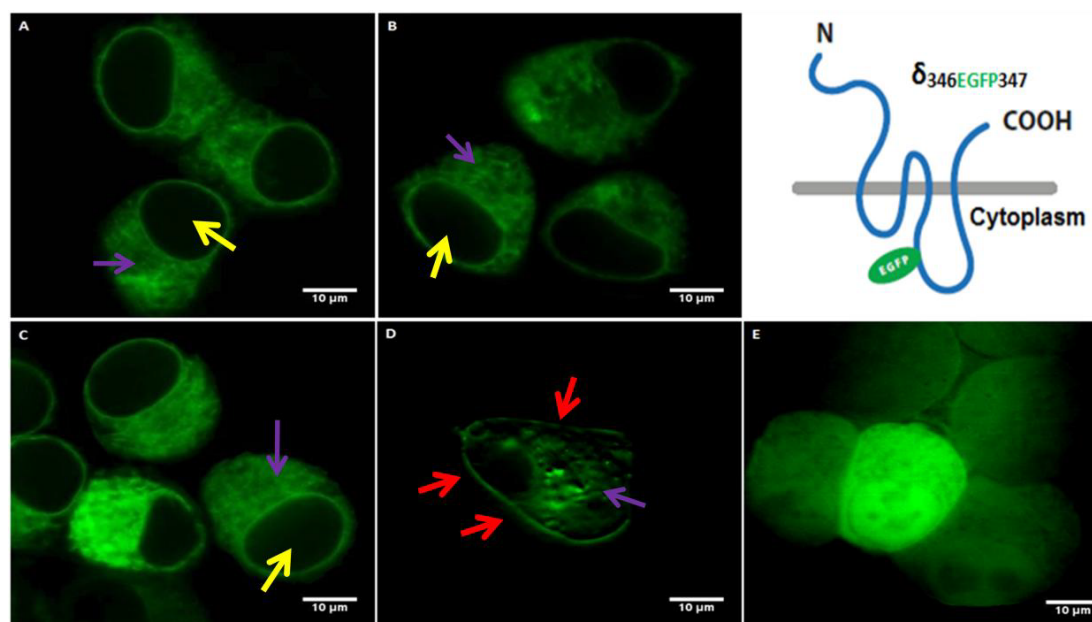 A
B
N
δ346EGFP347
COOH
Cytoplasm
EGFP
10 µm
10 µm
C
D
E
10 µm
10 µm
10 µm